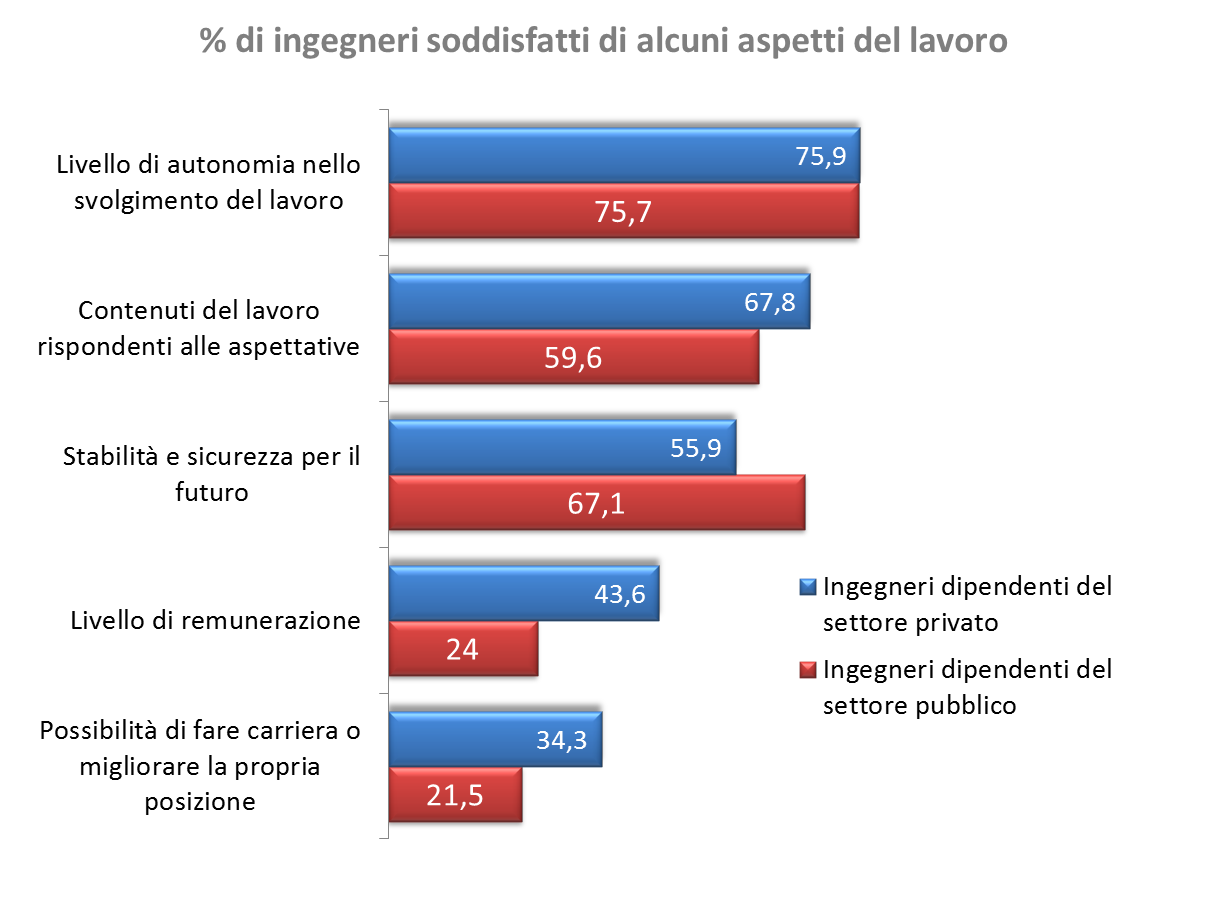 % di ingegneri soddisfatti di alcuni aspetti del lavoro
Livello di autonomia nello
svolgimento del lavoro
75,9
75,7
Contenuti del lavoro
rispondenti alle aspettative
67,8
59,6
Stabilità e sicurezza per il
futuro
55,9
67,1
Livello di remunerazione
43,6
24
Possibilità di fare carriera o
migliorare la propria
posizione
34,3
21,5
Ingegneri dipendenti del
settore privato
Ingegneri dipendenti del
settore pubblico